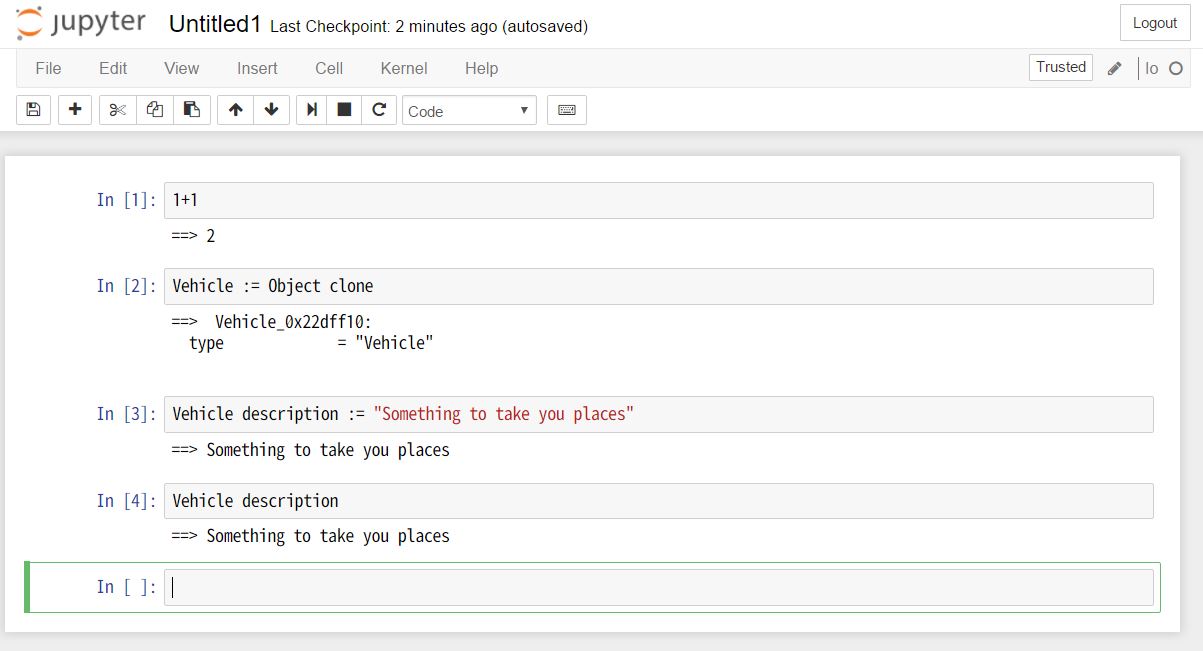 jupyter Untitled1 Last Checkpoint: 2 minutes ago (autosaved) Logout
File Edit View Insert Cell Kernel Help Trusted Io
Code
In [1]: 1+1
==> 2
In [2]: Vehicle := Object clone
==>  Vehicle_0x22dff10:
  type             = "Vehicle"
In [3]: Vehicle description := "Something to take you places"
==> Something to take you places
In [4]: Vehicle description
==> Something to take you places
In [ ]: